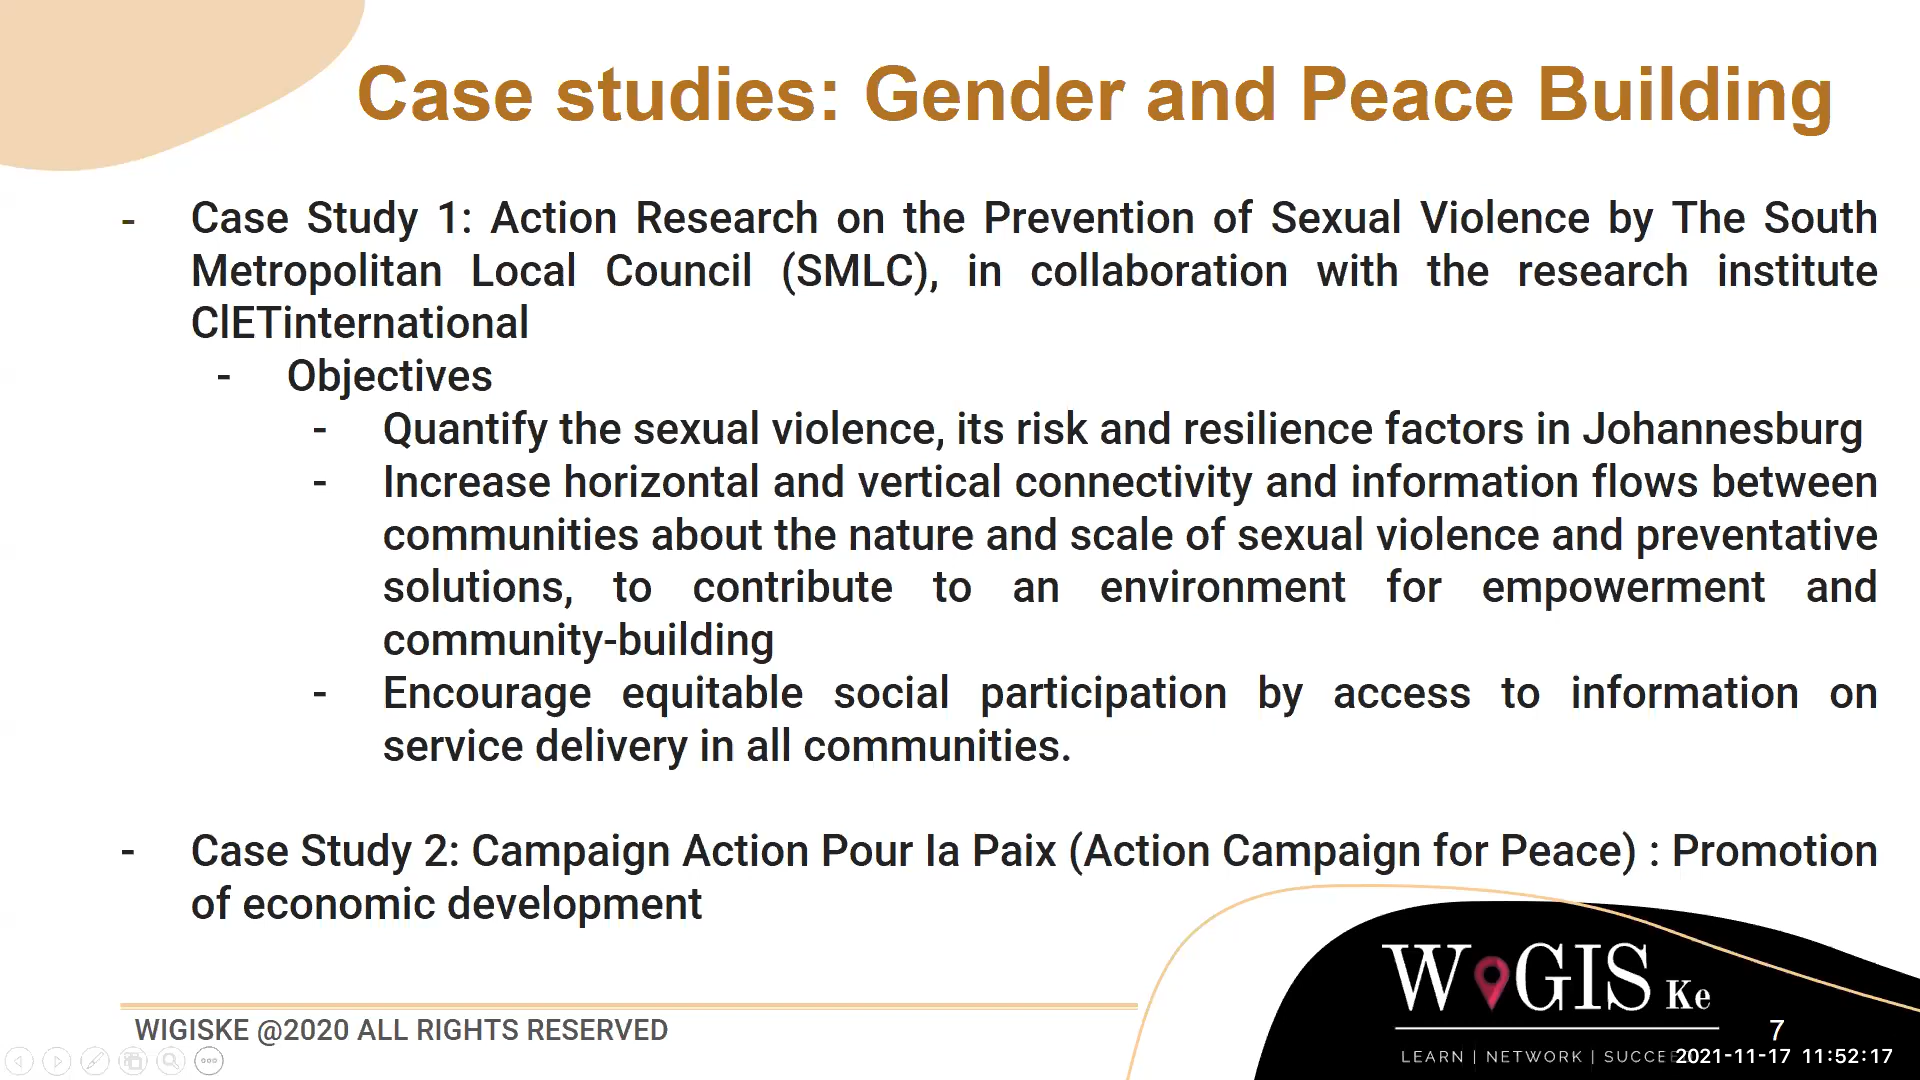 Case studies: Gender and Peace Building
- Case Study 1: Action Research on the Prevention of Sexual Violence by The South
Metropolitan Local Council (SMLC), in collaboration with the research institute
ClETinternational
- Objectives
- Quantify the sexual violence, its risk and resilience factors in Johannesburg
- Increase horizontal and vertical connectivity and information flows between
communities about the nature and scale of sexual violence and preventative
solutions, to contribute to an environment for empowerment and
community-building
- Encourage equitable social participation by access to information on
service delivery in all communities.
- Case Study 2: Campaign Action Pour la Paix (Action Campaign for Peace) : Promotion
of economic development
WiGIS Ke
WIGISKE @2020 ALL RIGHTS RESERVED
7
LEARN | NETWORK |
2021-11-17 11:52:17